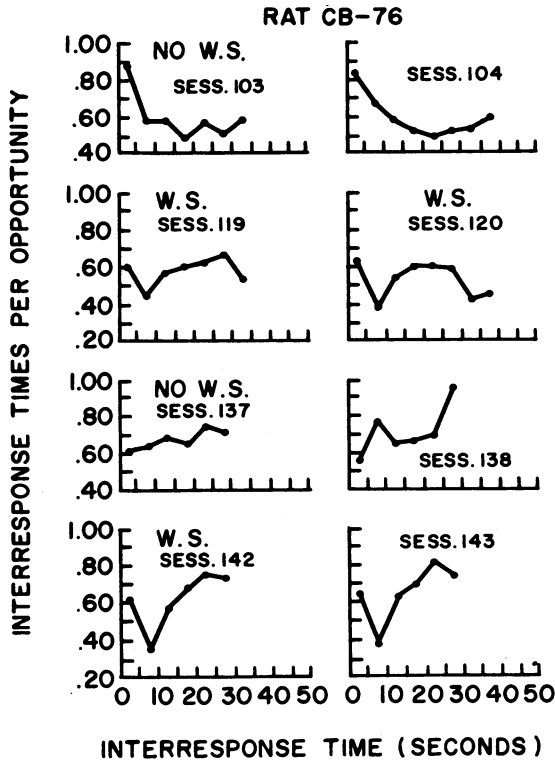 RAT CB-76
INTERRESPONSE TIMES PER OPPORTUNITY
1.00
.80
.60
.40
NO W.S.
SESS. 103
SESS. 104
1.00
.80
.60
.40
.20
W.S.
SESS. 119
W.S.
SESS. 120
1.00
.80
.60
.40
NO W.S.
SESS. 137
SESS. 138
1.00
.80
.60
.40
.20
W.S.
SESS. 142
SESS. 143
0 10 20 30 40 50
0 10 20 30 40 50
INTERRESPONSE TIME (SECONDS)